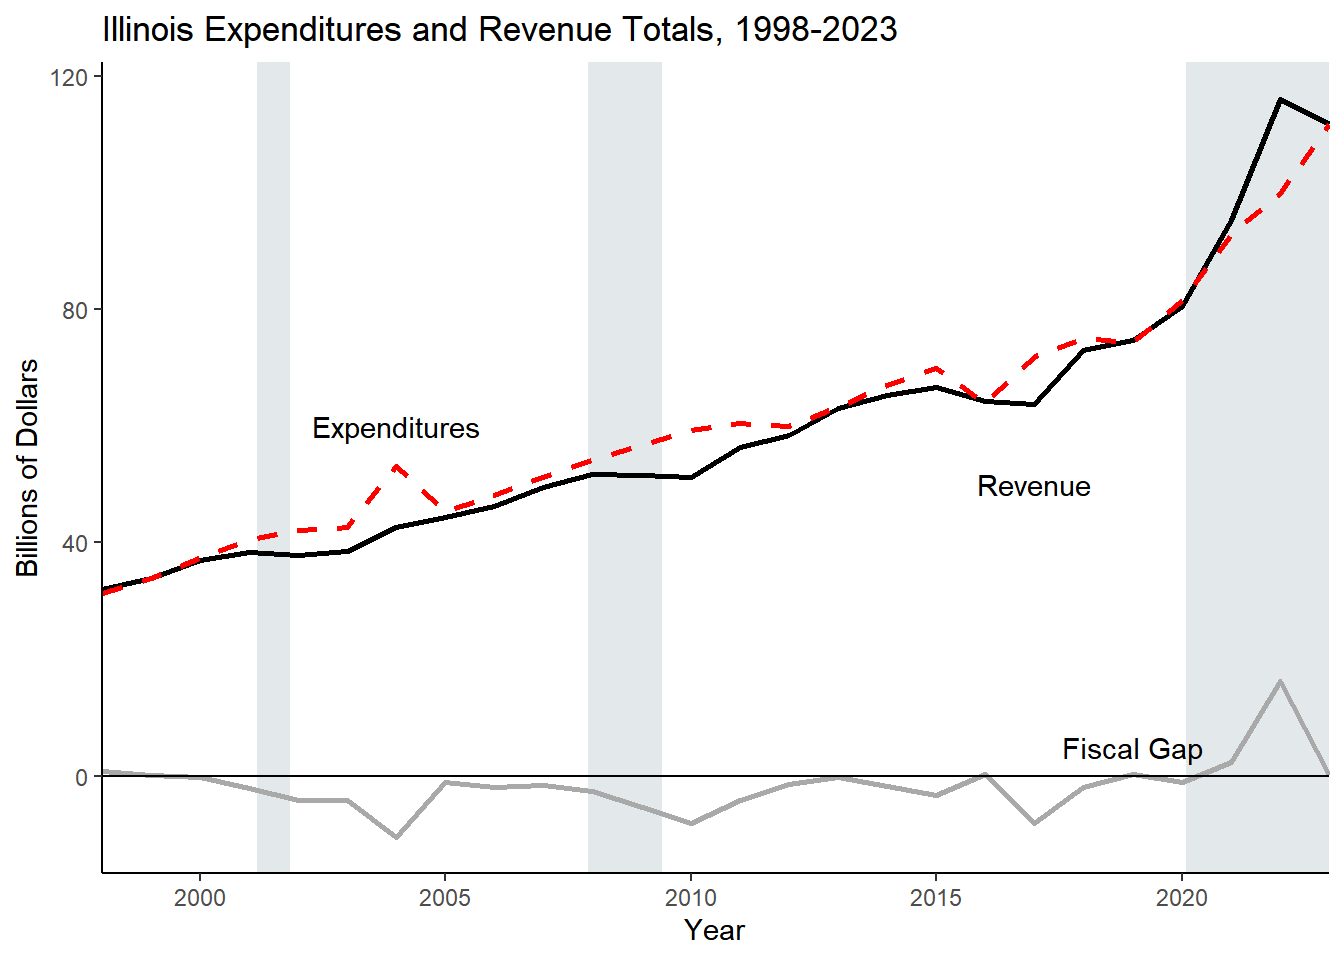 Illinois Expenditures and Revenue Totals, 1998-2023
120
80
40
0
Billions of Dollars
Expenditures
Revenue
Fiscal Gap
2000
2005
2010
2015
2020
Year